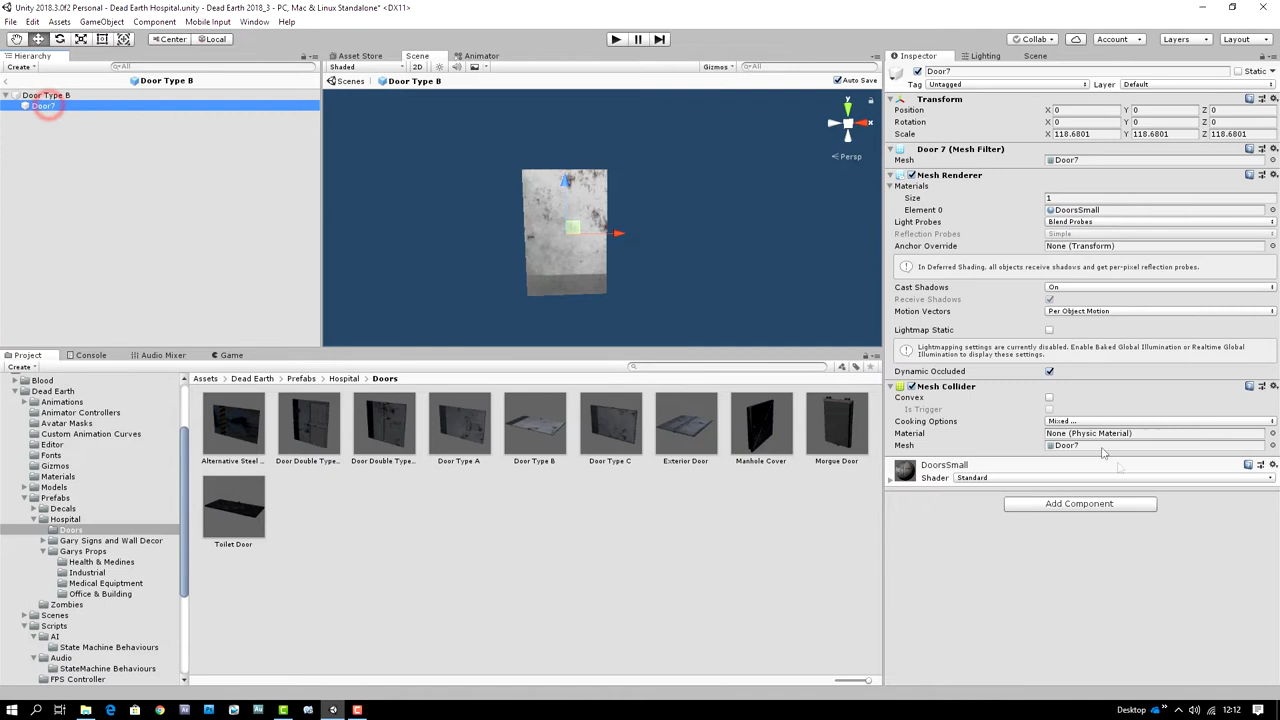 Unity 2018.3.0f2 Personal - Dead Earth Hospital.unity - Dead Earth 2018_3 - PC, Mac & Linux Standalone* <DX11>
File Edit Assets GameObject Component Mobile Input Window Help
Center Local Collab Account Layers Layout
Hierarchy Asset Store Scene Animator Inspector Lighting Scene
Create All Shaded 2D Gizmos All Door7 Static
Door Type B Scenes Door Type B Auto Save Tag Untagged Layer Default
Door Type B
Door7
Transform
Position X 0 Y 0 Z 0
Rotation X 0 Y 0 Z 0
Scale X 118.6801 Y 118.6801 Z 118.6801
y
x
Persp
Door 7 (Mesh Filter)
Mesh Door7
Mesh Renderer
Materials
Size 1
Element 0 DoorsSmall
Light Probes Blend Probes
Reflection Probes Simple
Anchor Override None (Transform)
In Deferred Shading, all objects receive shadows and get per-pixel reflection probes.
Cast Shadows On
Receive Shadows
Motion Vectors Per Object Motion
Lightmap Static
Lightmapping settings are currently disabled. Enable Baked Global Illumination or Realtime Global
Illumination to display these settings.
Dynamic Occluded
Mesh Collider
Convex
Is Trigger
Cooking Options Mixed ...
Material None (Physic Material)
Mesh Door7
DoorsSmall
Shader Standard
Add Component
Project Console Audio Mixer Game
Create
Assets Dead Earth Prefabs Hospital Doors
Blood
Dead Earth
Animations
Animator Controllers
Avatar Masks
Custom Animation Curves
Editor
Fonts
Gizmos
Materials
Models
Prefabs
Decals
Hospital
Doors
Gary Signs and Wall Decor
Garys Props
Health & Medines
Industrial
Medical Equiptment
Office & Building
Zombies
Scenes
Scripts
AI
State Machine Behaviours
Audio
StateMachine Behaviours
FPS Controller
Alternative Steel ... Door Double Type... Door Double Type... Door Type A Door Type B Door Type C Exterior Door Manhole Cover Morgue Door
Toilet Door
Desktop 12:12